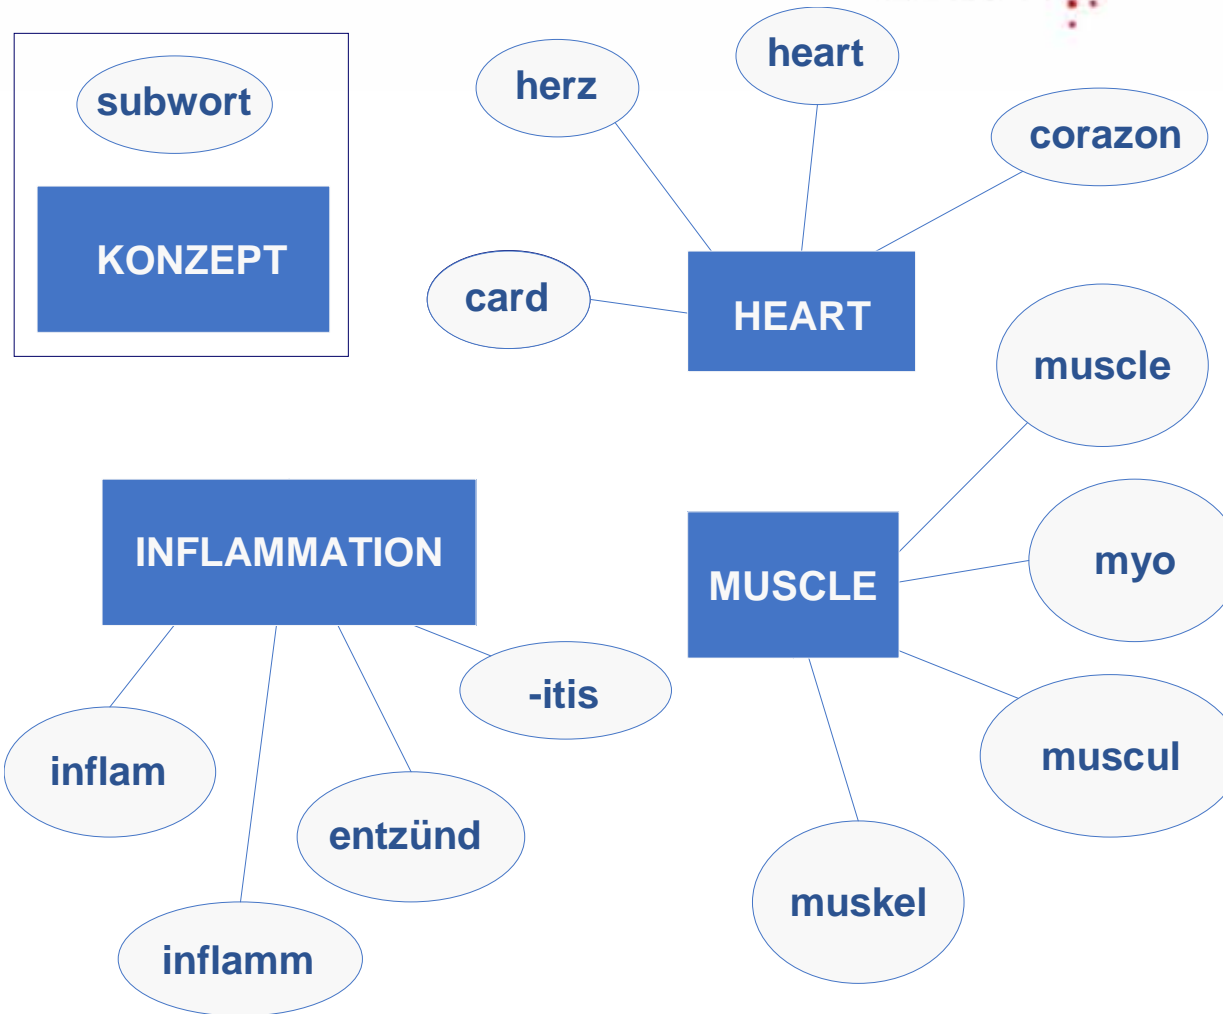 subwort
KONZEPT
herz
heart
corazon
card
HEART
muscle
INFLAMMATION
MUSCLE
myo
-itis
inflam
entzünd
muscul
muskel
inflamm